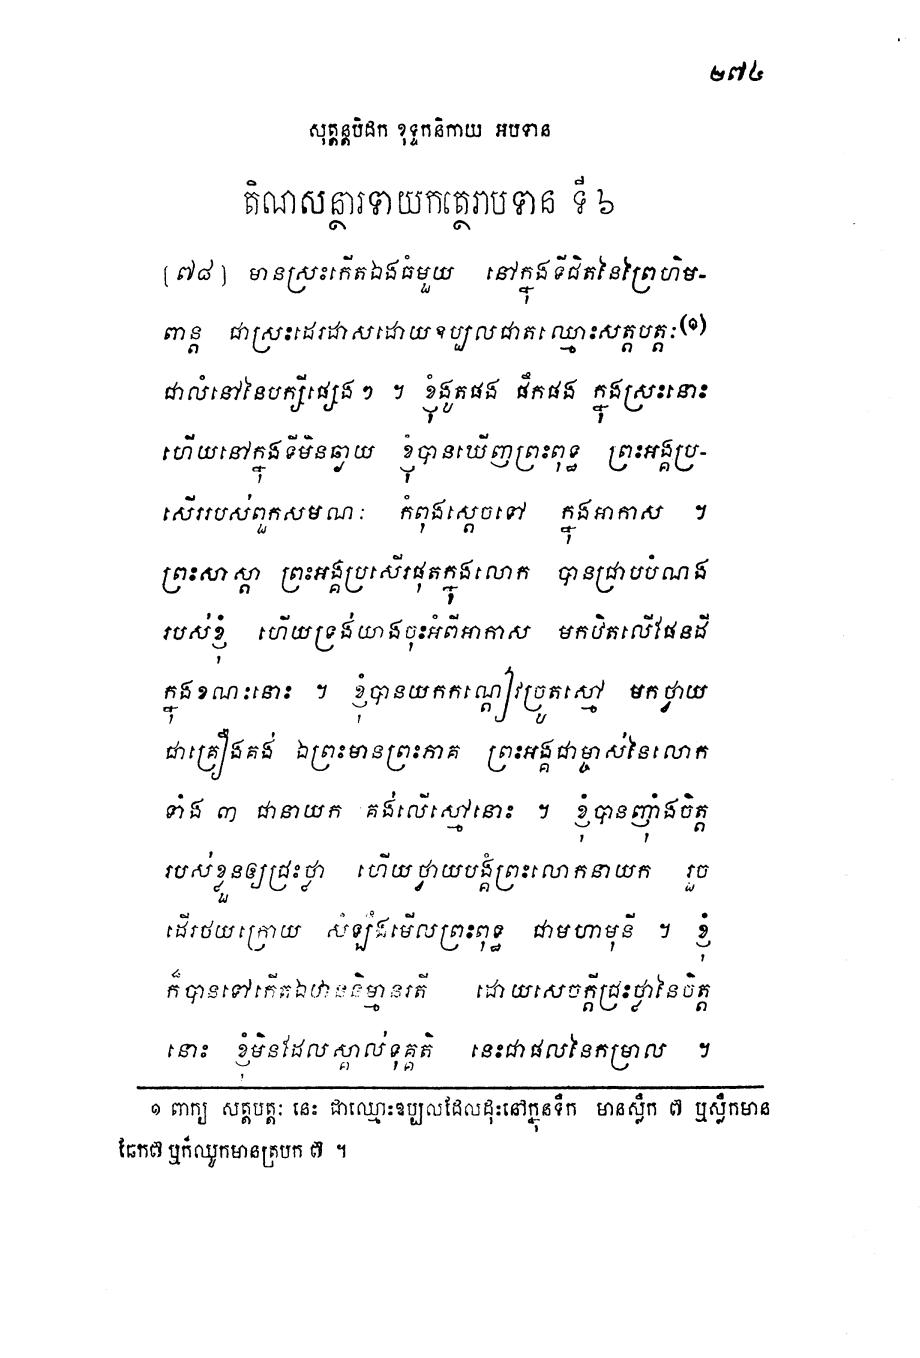 ២៧៤
សុត្តន្តបិដក ខុទ្ទកនិកាយ អបទាន
តិណសន្ថារទាយកត្ថេរាបទាន ទី ៦
[៧៨] មានស្រះកើតឯងធំមួយ នៅក្នុងទីជិតនៃព្រៃហិម-
ពាន្ត ជាស្រះដេរដាសដោយឧប្បលជាតឈ្មោះសត្តបត្តៈ(១)
ជាលំនៅនៃបក្សីផ្សេង ៗ ។ ខ្ញុំងូតផង ផឹកផង ក្នុងស្រះនោះ
ហើយនៅក្នុងទីមិនឆ្ងាយ ខ្ញុំបានឃើញព្រះពុទ្ធ ព្រះអង្គប្រ-
សើររបស់ពួកសមណៈ កំពុងស្តេចទៅ ក្នុងអាកាស ។
ព្រះសាស្តា ព្រះអង្គប្រសើរផុតក្នុងលោក បានជ្រាបបំណង
របស់ខ្ញុំ ហើយទ្រង់យាងចុះអំពីអាកាស មកឋិតលើផែនដី
ក្នុងខណះនោះ ។ ខ្ញុំបានយកកណ្តៀវច្រូតស្មៅ មកថ្វាយ
ជាគ្រឿងគង់ ឯព្រះមានព្រះភាគ ព្រះអង្គជាម្ចាស់នៃលោក
ទាំង ៣ ជានាយក គង់លើស្មៅនោះ ។ ខ្ញុំបានញ៉ាំងចិត្ត
របស់ខ្លួនឲ្យជ្រះថ្លា ហើយថ្វាយបង្គំព្រះលោកនាយក រួច
ដើរថយក្រោយ សំឡឹងមើលព្រះពុទ្ធ ជាមហាមុនី ។ ខ្ញុំ
ក៏បានទៅកើតឯឋាននិម្មានរតី ដោយសេចក្តីជ្រះថ្លានៃចិត្ត
នោះ ខ្ញុំមិនដែលស្គាល់ទុគ្គតិ នេះជាផលនៃកម្រាល ។
១ ពាក្យ សត្តបត្តៈ នេះ ជាឈ្មោះឧប្បលដែលដុះនៅក្នុងទឹក មានស្លឹក ៧ ឬស្លឹកមាន
ជែក៧ ឬក៏ឈូកមានត្របក ៧ ។